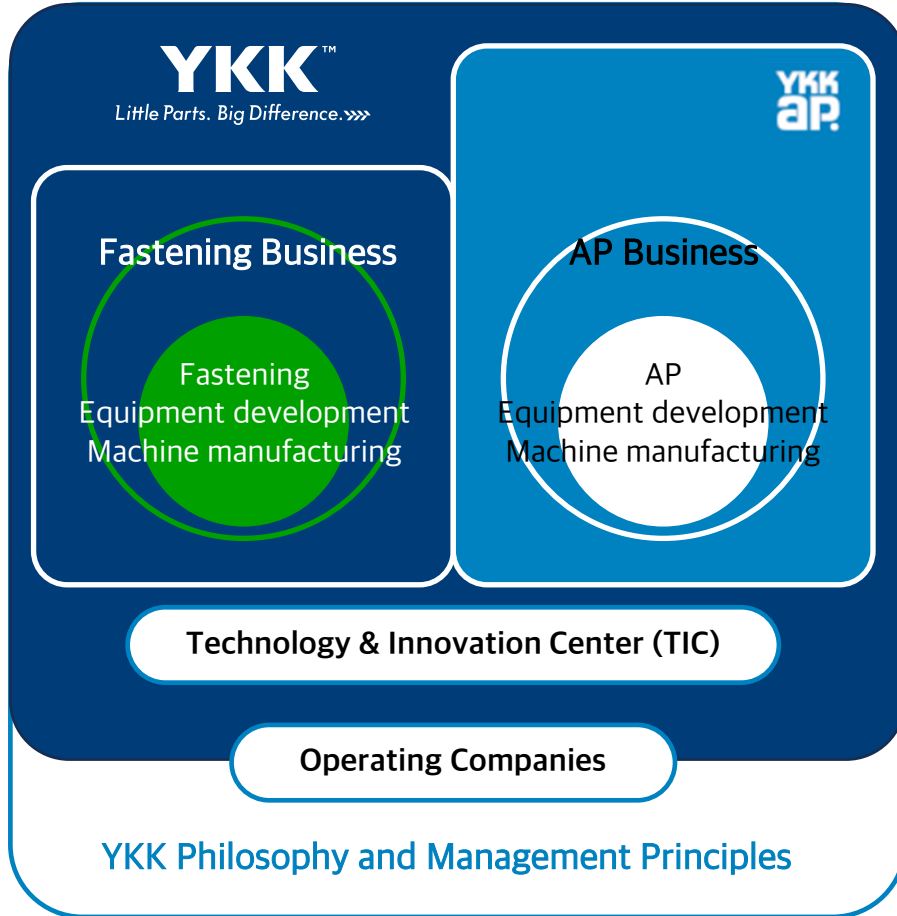 YKK™
Little Parts. Big Difference.
YKK
aP.
Fastening Business
Fastening
Equipment development
Machine manufacturing
AP Business
AP
Equipment development
Machine manufacturing
Technology & Innovation Center (TIC)
Operating Companies
YKK Philosophy and Management Principles